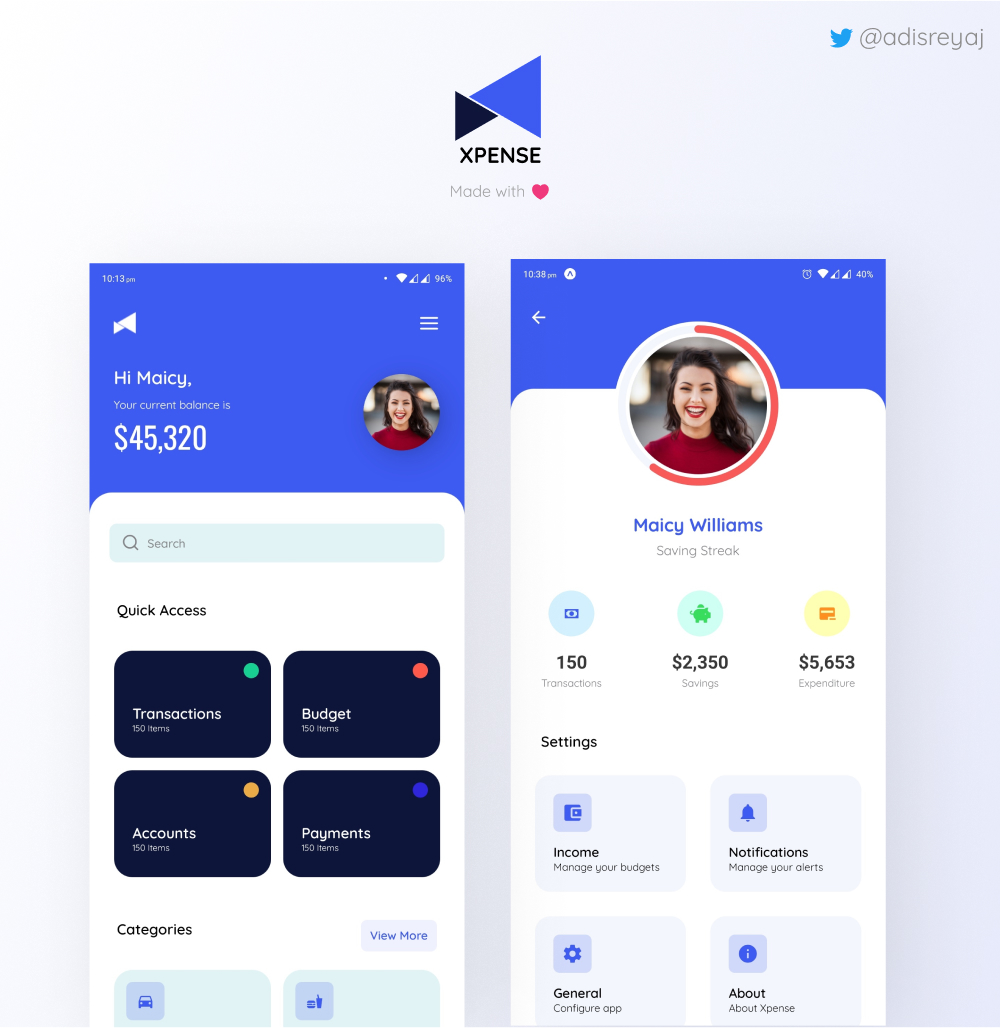 @adisreyaj
XPENSE
Made with
10:13 pm
96%
Hi Maicy,
Your current balance is
$45,320
Search
Quick Access
Transactions
150 Items
Budget
150 Items
Accounts
150 Items
Payments
150 Items
Categories
View More
10:38 pm
40%
Maicy Williams
Saving Streak
150
Transactions
$2,350
Savings
$5,653
Expenditure
Settings
Income
Manage your budgets
Notifications
Manage your alerts
General
Configure app
About
About Xpense